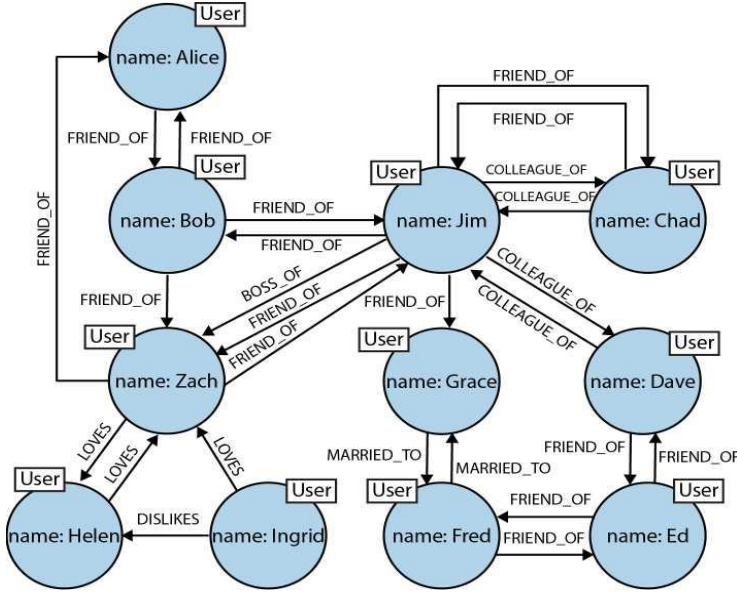 User
name: Alice
FRIEND_OF
FRIEND_OF
FRIEND_OF
FRIEND_OF
FRIEND_OF
User
name: Bob
User
name: Jim
User
name: Chad
COLLEAGUE_OF
COLLEAGUE_OF
FRIEND_OF
FRIEND_OF
FRIEND_OF
BOSS_OF
FRIEND_OF
FRIEND_OF
FRIEND_OF
COLLEAGUE_OF
COLLEAGUE_OF
User
name: Zach
User
name: Grace
User
name: Dave
LOVES
LOVES
LOVES
MARRIED_TO
MARRIED_TO
FRIEND_OF
FRIEND_OF
User
name: Helen
DISLIKES
User
name: Ingrid
User
name: Fred
FRIEND_OF
FRIEND_OF
User
name: Ed